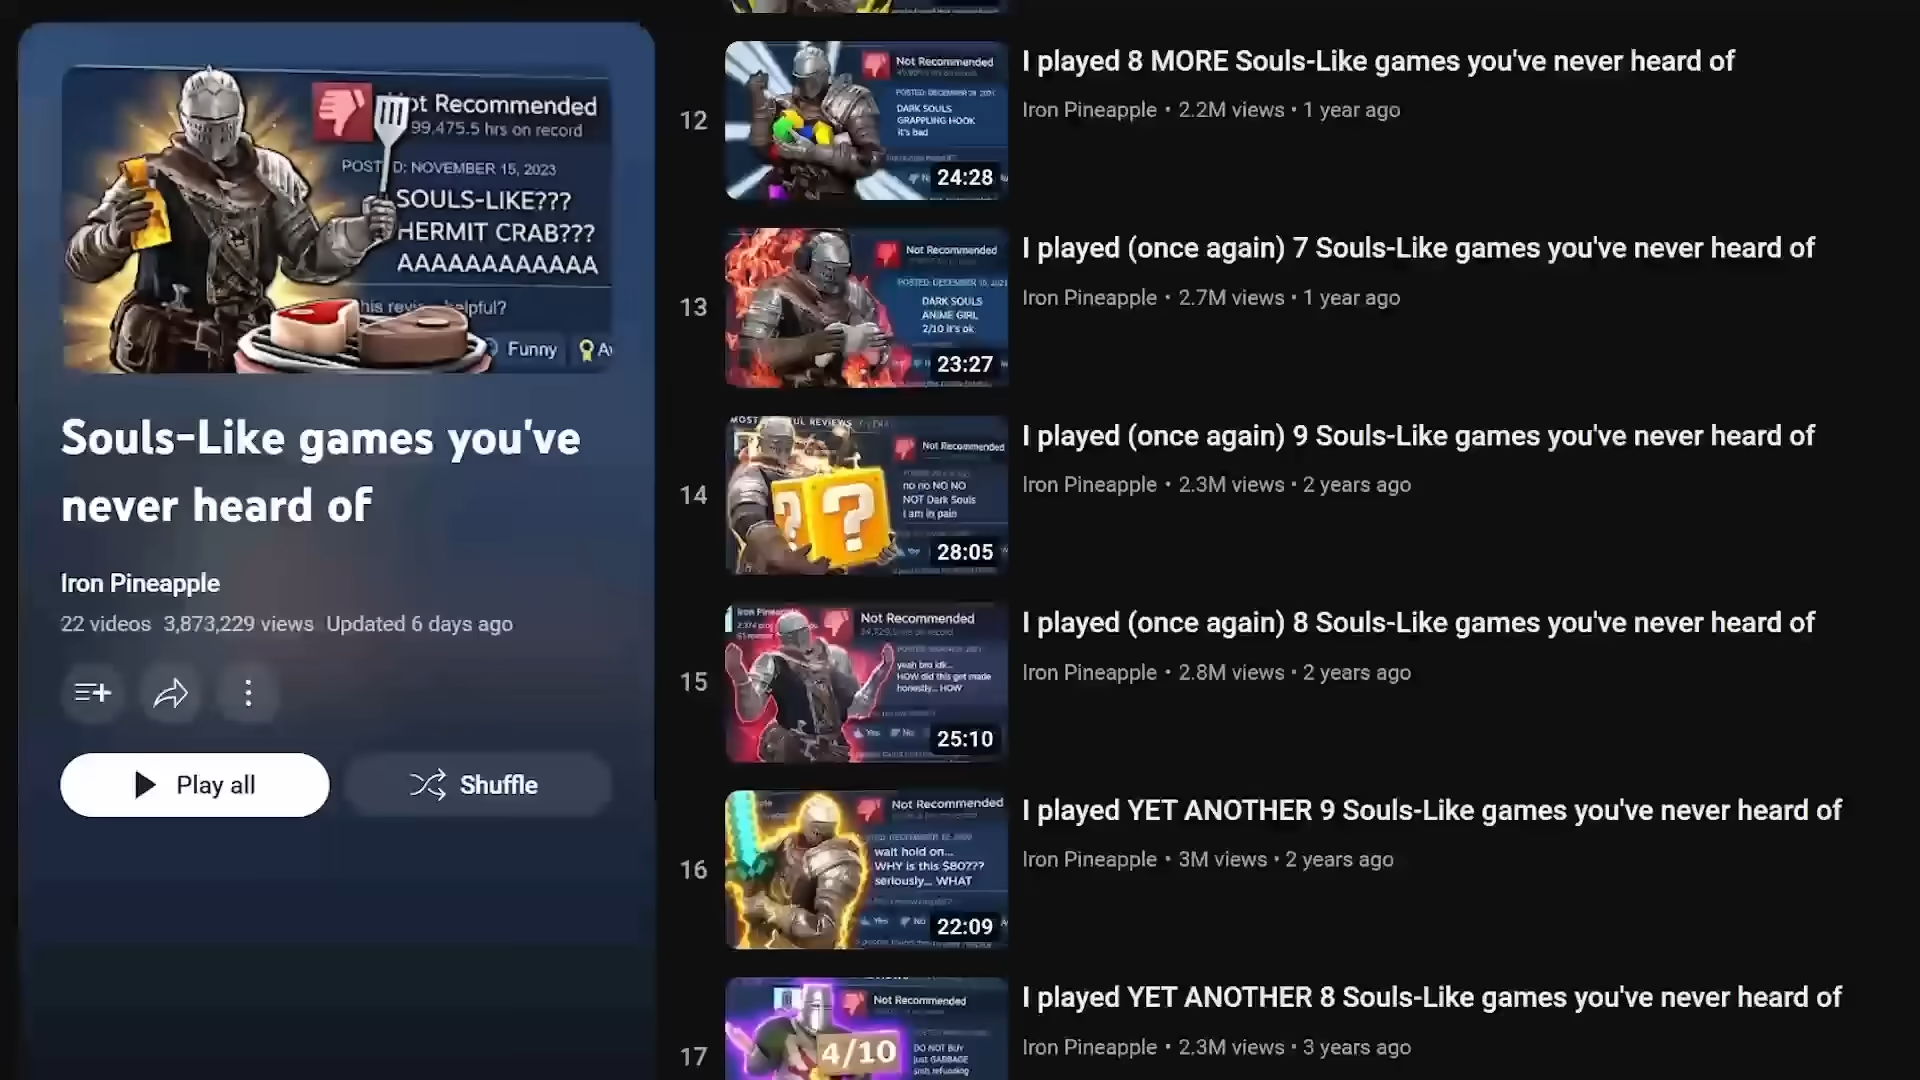 Not Recommended
99,475.5 hrs on record
POSTED: NOVEMBER 15, 2023
SOULS-LIKE???
HERMIT CRAB???
AAAAAAAAAAAA
Funny
Souls-Like games you've
never heard of
Iron Pineapple
22 videos 3,873,229 views Updated 6 days ago
Play all
Shuffle
12
Not Recommended
DARK SOULS
GRAPPLING HOOK
it's bad
24:28
I played 8 MORE Souls-Like games you've never heard of
Iron Pineapple • 2.2M views • 1 year ago
13
Not Recommended
DARK SOULS
ANIME GIRL
2/10 it's ok
23:27
I played (once again) 7 Souls-Like games you've never heard of
Iron Pineapple • 2.7M views • 1 year ago
14
Not Recommended
no no NO NO
NOT Dark Souls
I am in pain
28:05
I played (once again) 9 Souls-Like games you've never heard of
Iron Pineapple • 2.3M views • 2 years ago
15
Not Recommended
yeah bro idk...
HOW did this get made
honestly... HOW
Yes
No
25:10
I played (once again) 8 Souls-Like games you've never heard of
Iron Pineapple • 2.8M views • 2 years ago
16
Not Recommended
wait hold on...
WHY is this $80???
seriously... WHAT
Yes
No
22:09
I played YET ANOTHER 9 Souls-Like games you've never heard of
Iron Pineapple • 3M views • 2 years ago
17
Not Recommended
4/10
DO NOT BUY
just GARBAGE
I played YET ANOTHER 8 Souls-Like games you've never heard of
Iron Pineapple • 2.3M views • 3 years ago